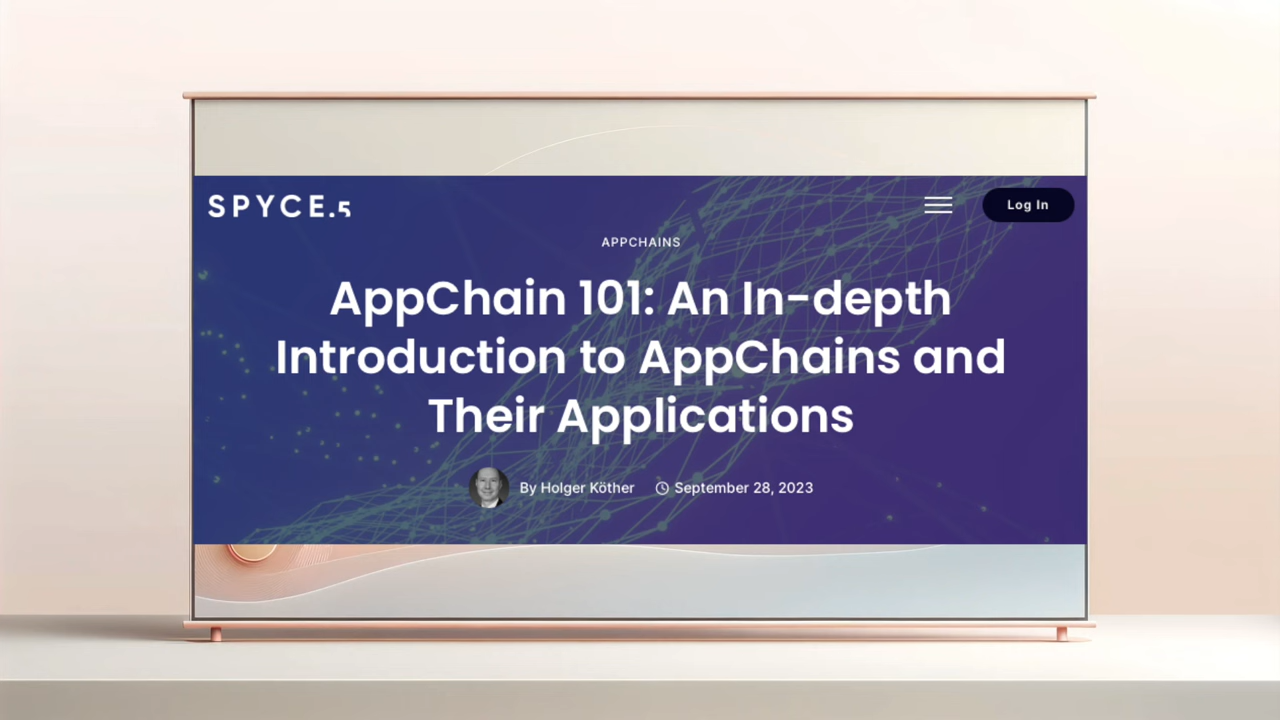 SPYCE.5
Log In
APPCHAINS
AppChain 101: An In-depth
Introduction to AppChains and
Their Applications
By Holger Köther
September 28, 2023